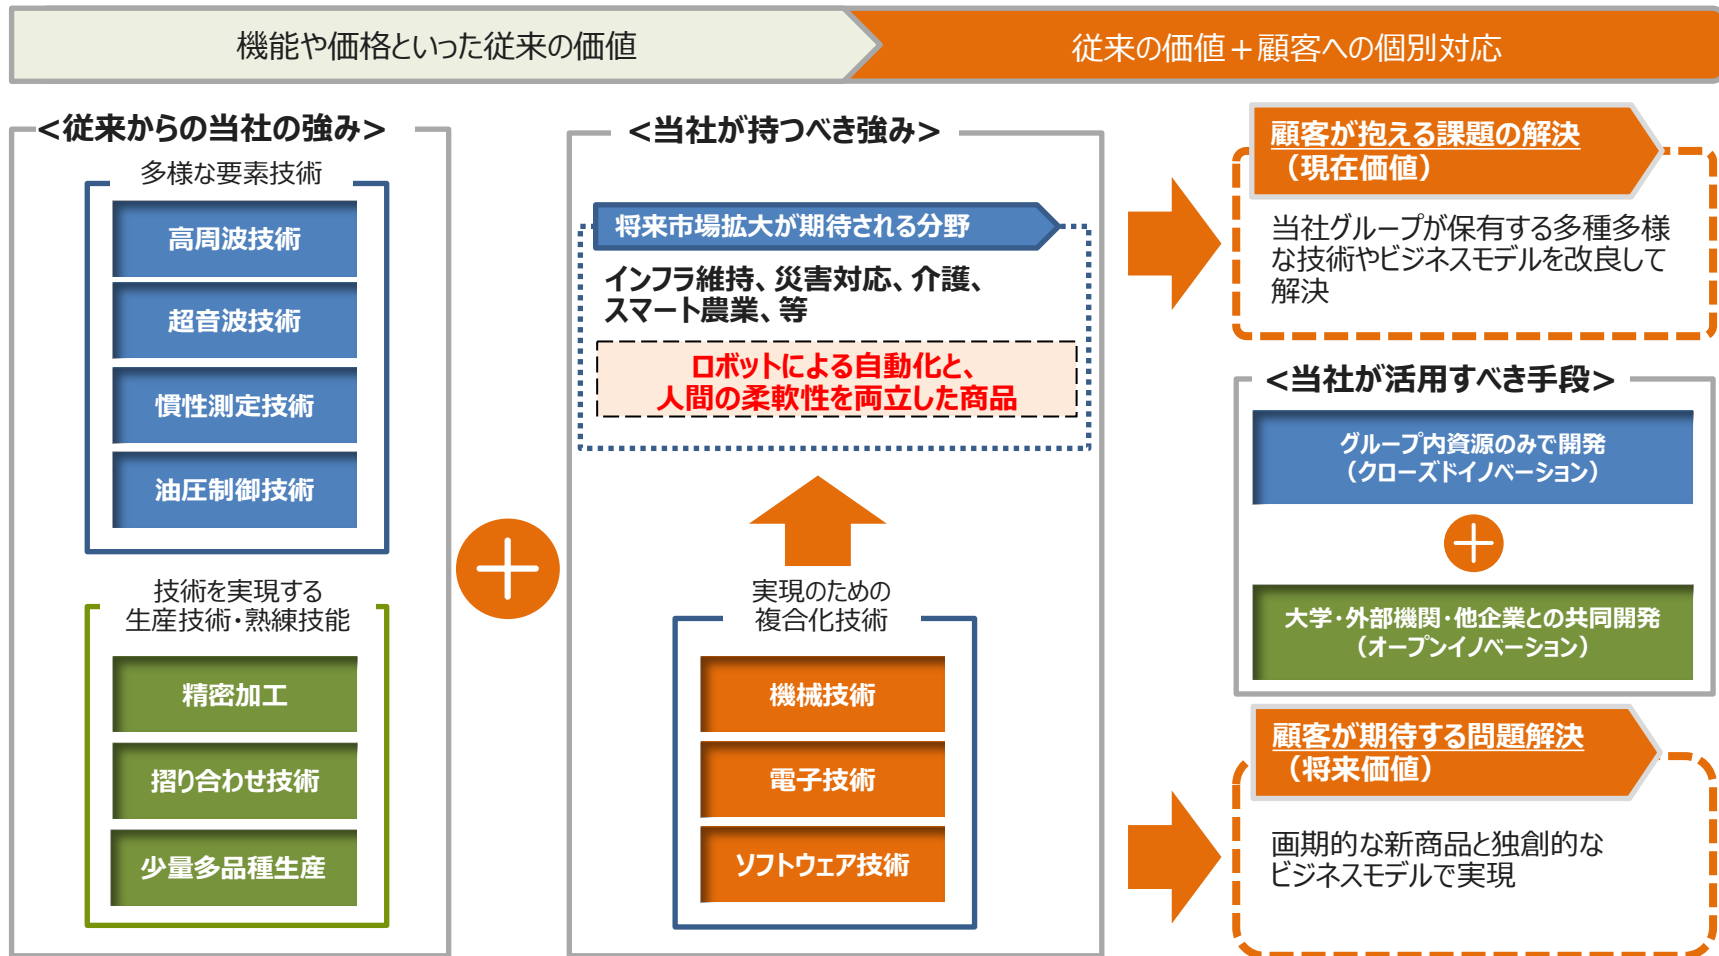 機能や価格といった従来の価値
従来の価値＋顧客への個別対応
<従来からの当社の強み>
多様な要素技術
高周波技術
超音波技術
慣性測定技術
油圧制御技術
技術を実現する
生産技術・熟練技能
精密加工
摺り合わせ技術
少量多品種生産
<当社が持つべき強み>
将来市場拡大が期待される分野
インフラ維持、災害対応、介護、
スマート農業、等
ロボットによる自動化と、
人間の柔軟性を両立した商品
実現のための
複合化技術
機械技術
電子技術
ソフトウェア技術
顧客が抱える課題の解決
（現在価値）
当社グループが保有する多種多様
な技術やビジネスモデルを改良して
解決
<当社が活用すべき手段>
グループ内資源のみで開発
（クローズドイノベーション）
大学・外部機関・他企業との共同開発
（オープンイノベーション）
顧客が期待する問題解決
（将来価値）
画期的な新商品と独創的な
ビジネスモデルで実現